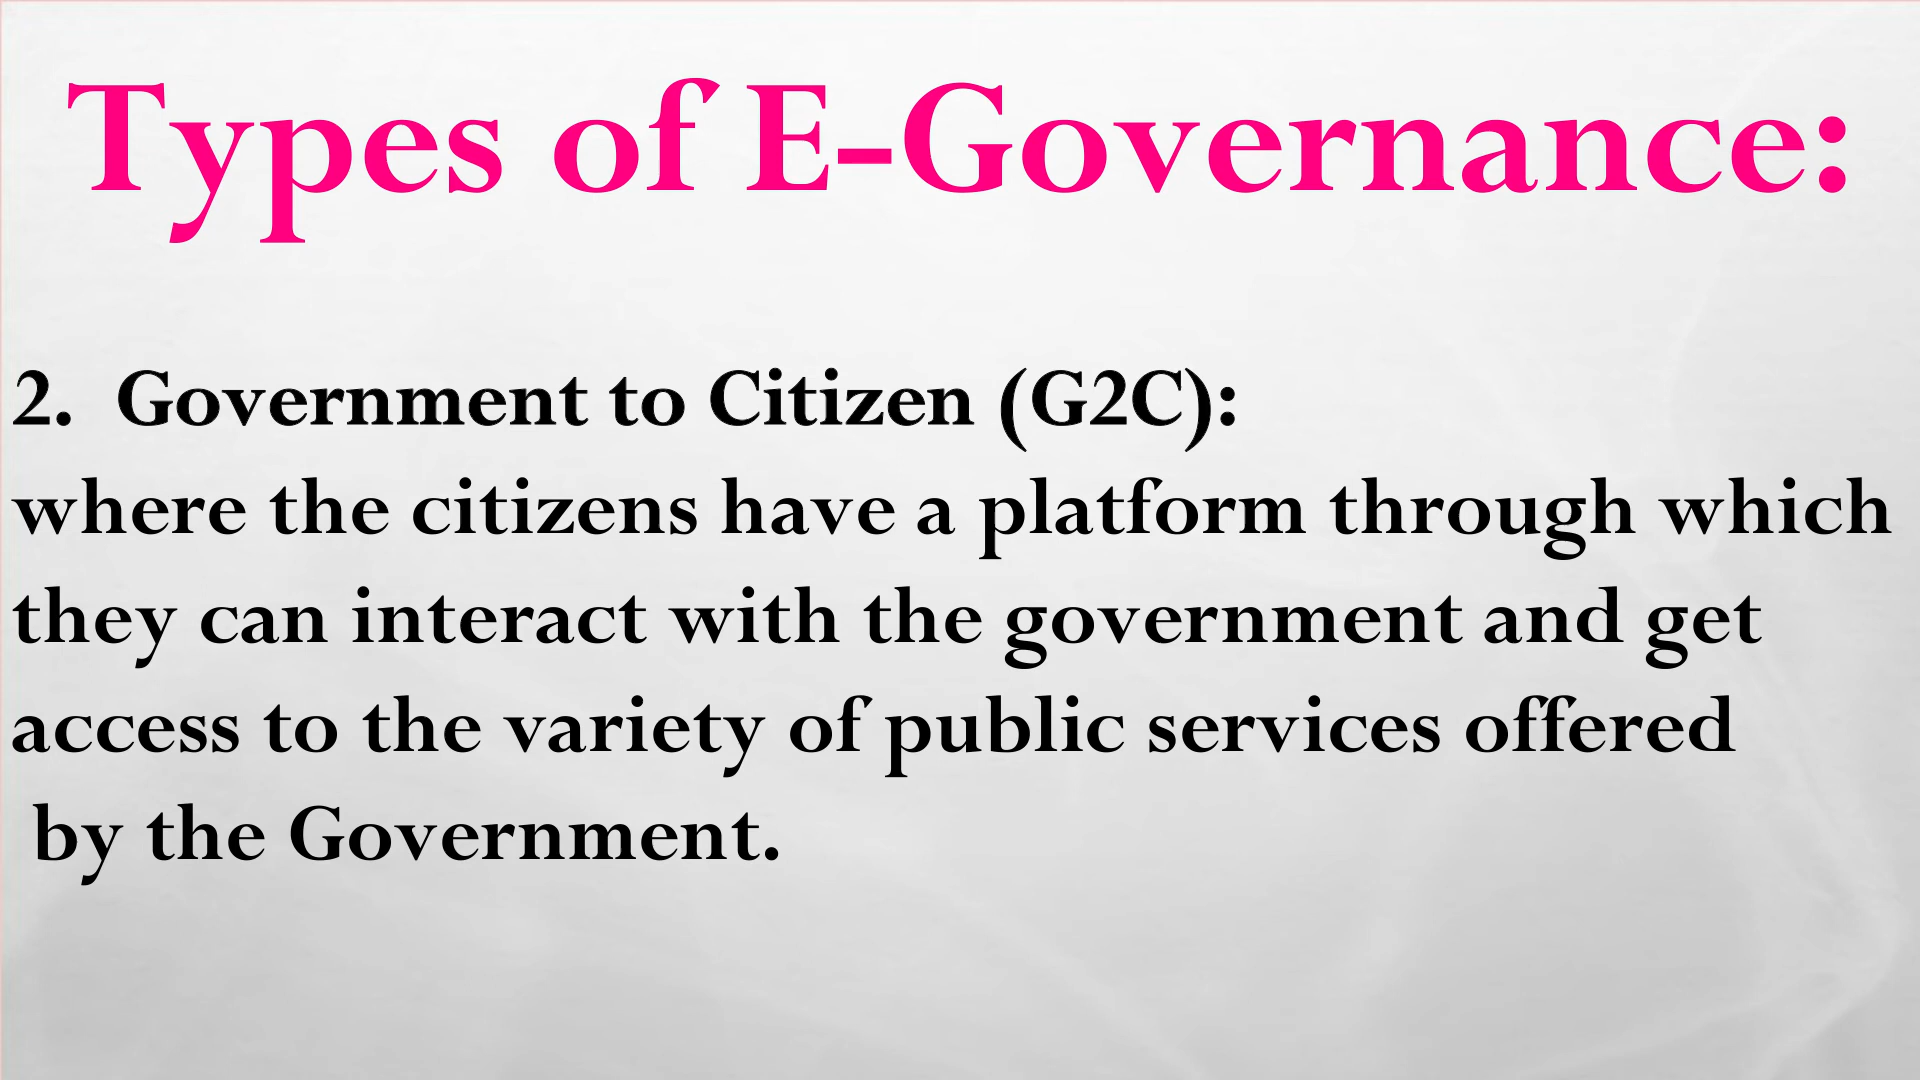 Types of E-Governance:
2.  Government to Citizen (G2C):
where the citizens have a platform through which
they can interact with the government and get
access to the variety of public services offered
by the Government.